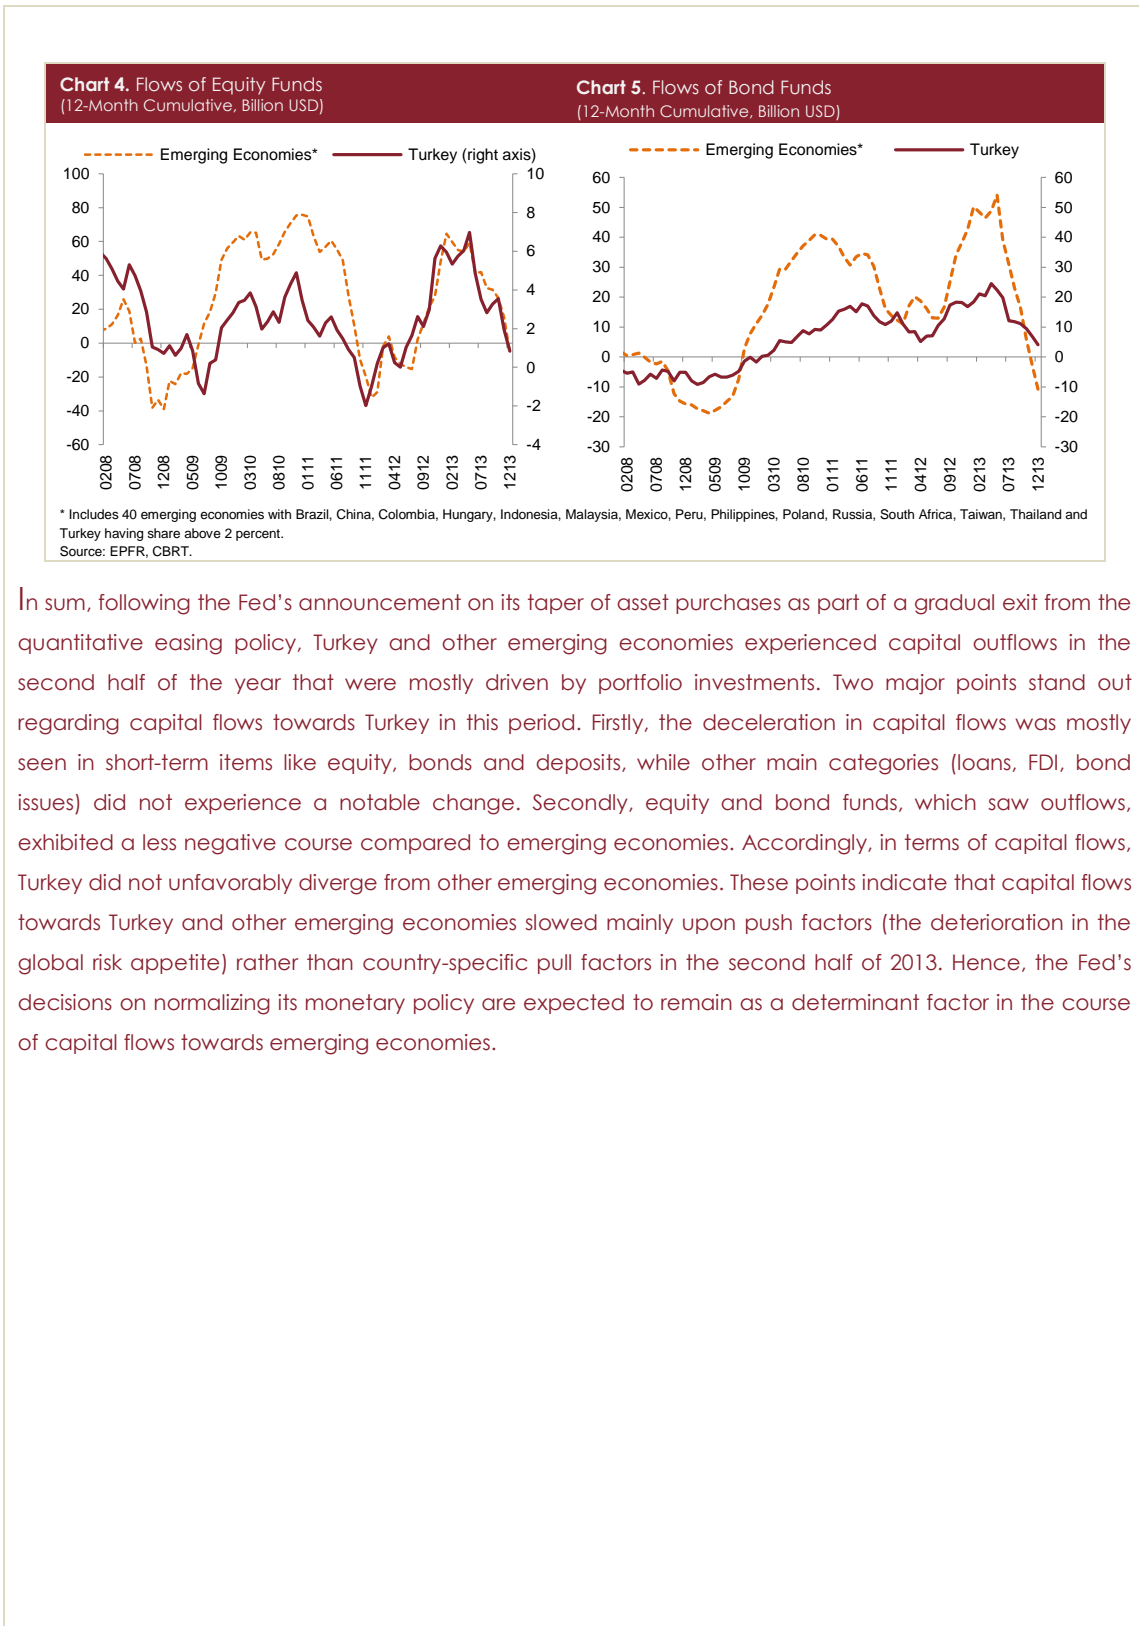 Chart 4. Flows of Equity Funds
(12-Month Cumulative, Billion USD)
Emerging Economies*
Turkey (right axis)
100
80
60
40
20
0
-20
-40
-60
10
8
6
4
2
0
-2
-4
0208
0708
1208
0509
1009
0310
0810
0111
0611
1111
0412
0912
0213
0713
1213
Chart 5. Flows of Bond Funds
(12-Month Cumulative, Billion USD)
Emerging Economies*
Turkey
60
50
40
30
20
10
0
-10
-20
-30
60
50
40
30
20
10
0
-10
-20
-30
0208
0708
1208
0509
1009
0310
0810
0111
0611
1111
0412
0912
0213
0713
1213
* Includes 40 emerging economies with Brazil, China, Colombia, Hungary, Indonesia, Malaysia, Mexico, Peru, Philippines, Poland, Russia, South Africa, Taiwan, Thailand and
Turkey having share above 2 percent.
Source: EPFR, CBRT.
In sum, following the Fed's announcement on its taper of asset purchases as part of a gradual exit from the
quantitative easing policy, Turkey and other emerging economies experienced capital outflows in the
second half of the year that were mostly driven by portfolio investments. Two major points stand out
regarding capital flows towards Turkey in this period. Firstly, the deceleration in capital flows was mostly
seen in short-term items like equity, bonds and deposits, while other main categories (loans, FDI, bond
issues) did not experience a notable change. Secondly, equity and bond funds, which saw outflows,
exhibited a less negative course compared to emerging economies. Accordingly, in terms of capital flows,
Turkey did not unfavorably diverge from other emerging economies. These points indicate that capital flows
towards Turkey and other emerging economies slowed mainly upon push factors (the deterioration in the
global risk appetite) rather than country-specific pull factors in the second half of 2013. Hence, the Fed's
decisions on normalizing its monetary policy are expected to remain as a determinant factor in the course
of capital flows towards emerging economies.